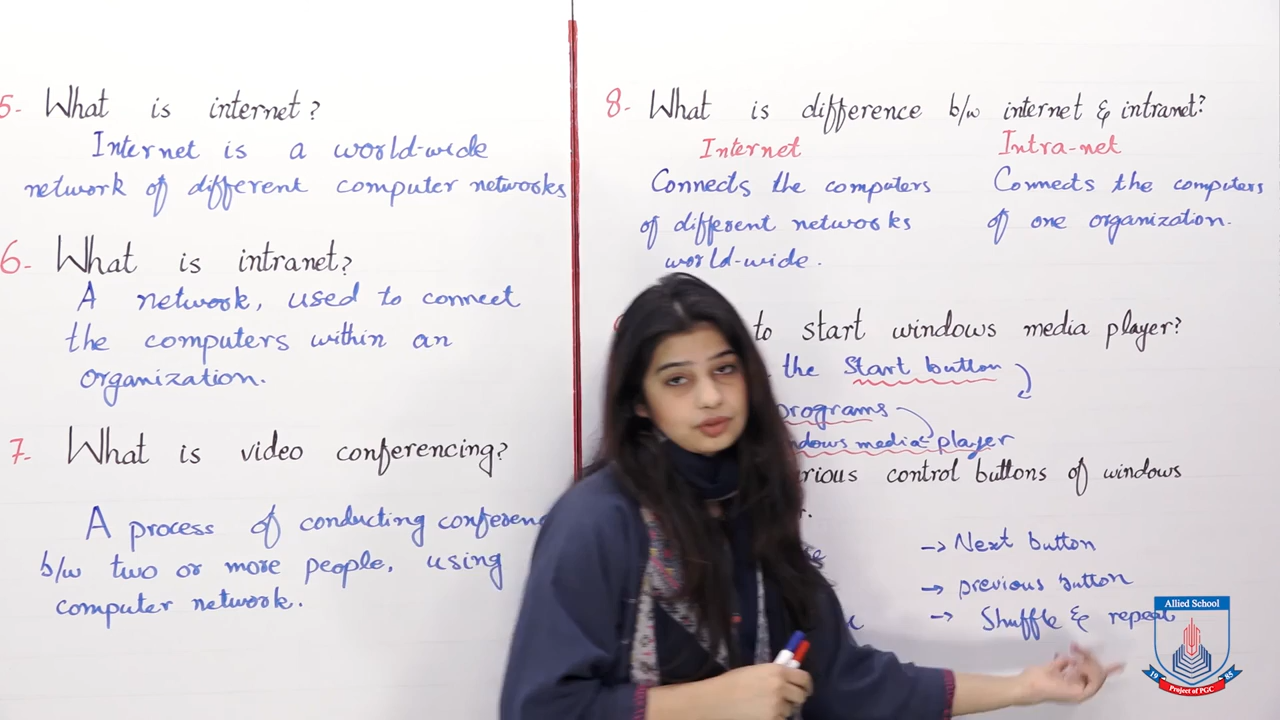 5- What is internet?
Internet is a world-wide
network of different computer networks
6- What is intranet?
A network, used to connect
the computers within an
organization.
7- What is video conferencing?
A process of conducting
b/w two or more people, using
computer network.
8- What is difference b/w internet & intranet?
Internet
Connects the computers
of different networks
world-wide.
Intra-net
Connects the computers
of one organization.
to start windows media player?
the Start button
programs
media player
control buttons of windows
→ Next button
→ previous button
→ Shuffle & repeat
Allied School
1985
Project of PGC